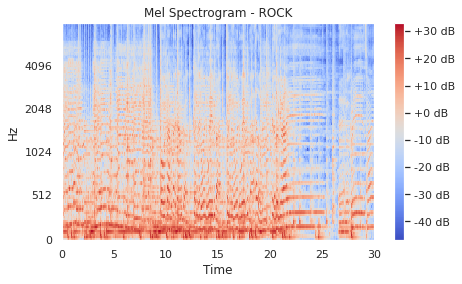 Mel Spectrogram - ROCK
Hz
4096
2048
1024
512
0
0 5 10 15 20 25 30
Time
+30 dB
+20 dB
+10 dB
+0 dB
-10 dB
-20 dB
-30 dB
-40 dB